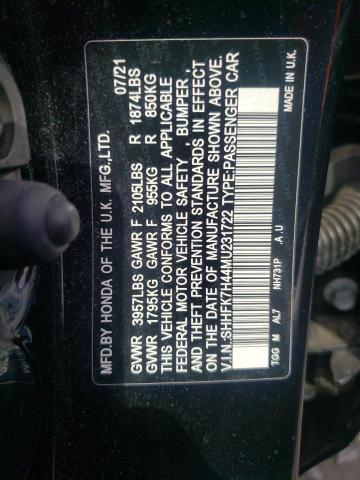 MFD.BY HONDA OF THE U.K. MFG.,LTD. 07/21
GVWR 3957LBS GAWR F 2105LBS R 1874LBS
GVWR 1795KG GAWR F 955KG R 850KG
THIS VEHICLE CONFORMS TO ALL APPLICABLE
FEDERAL MOTOR VEHICLE SAFETY , BUMPER ,
AND THEFT PREVENTION STANDARDS IN EFFECT
ON THE DATE OF MANUFACTURE SHOWN ABOVE.
V.I.N.:SHHFK7H44MU231722 TYPE:PASSENGER CAR
TGG M AL7 NH731P .A.U MADE IN U.K.